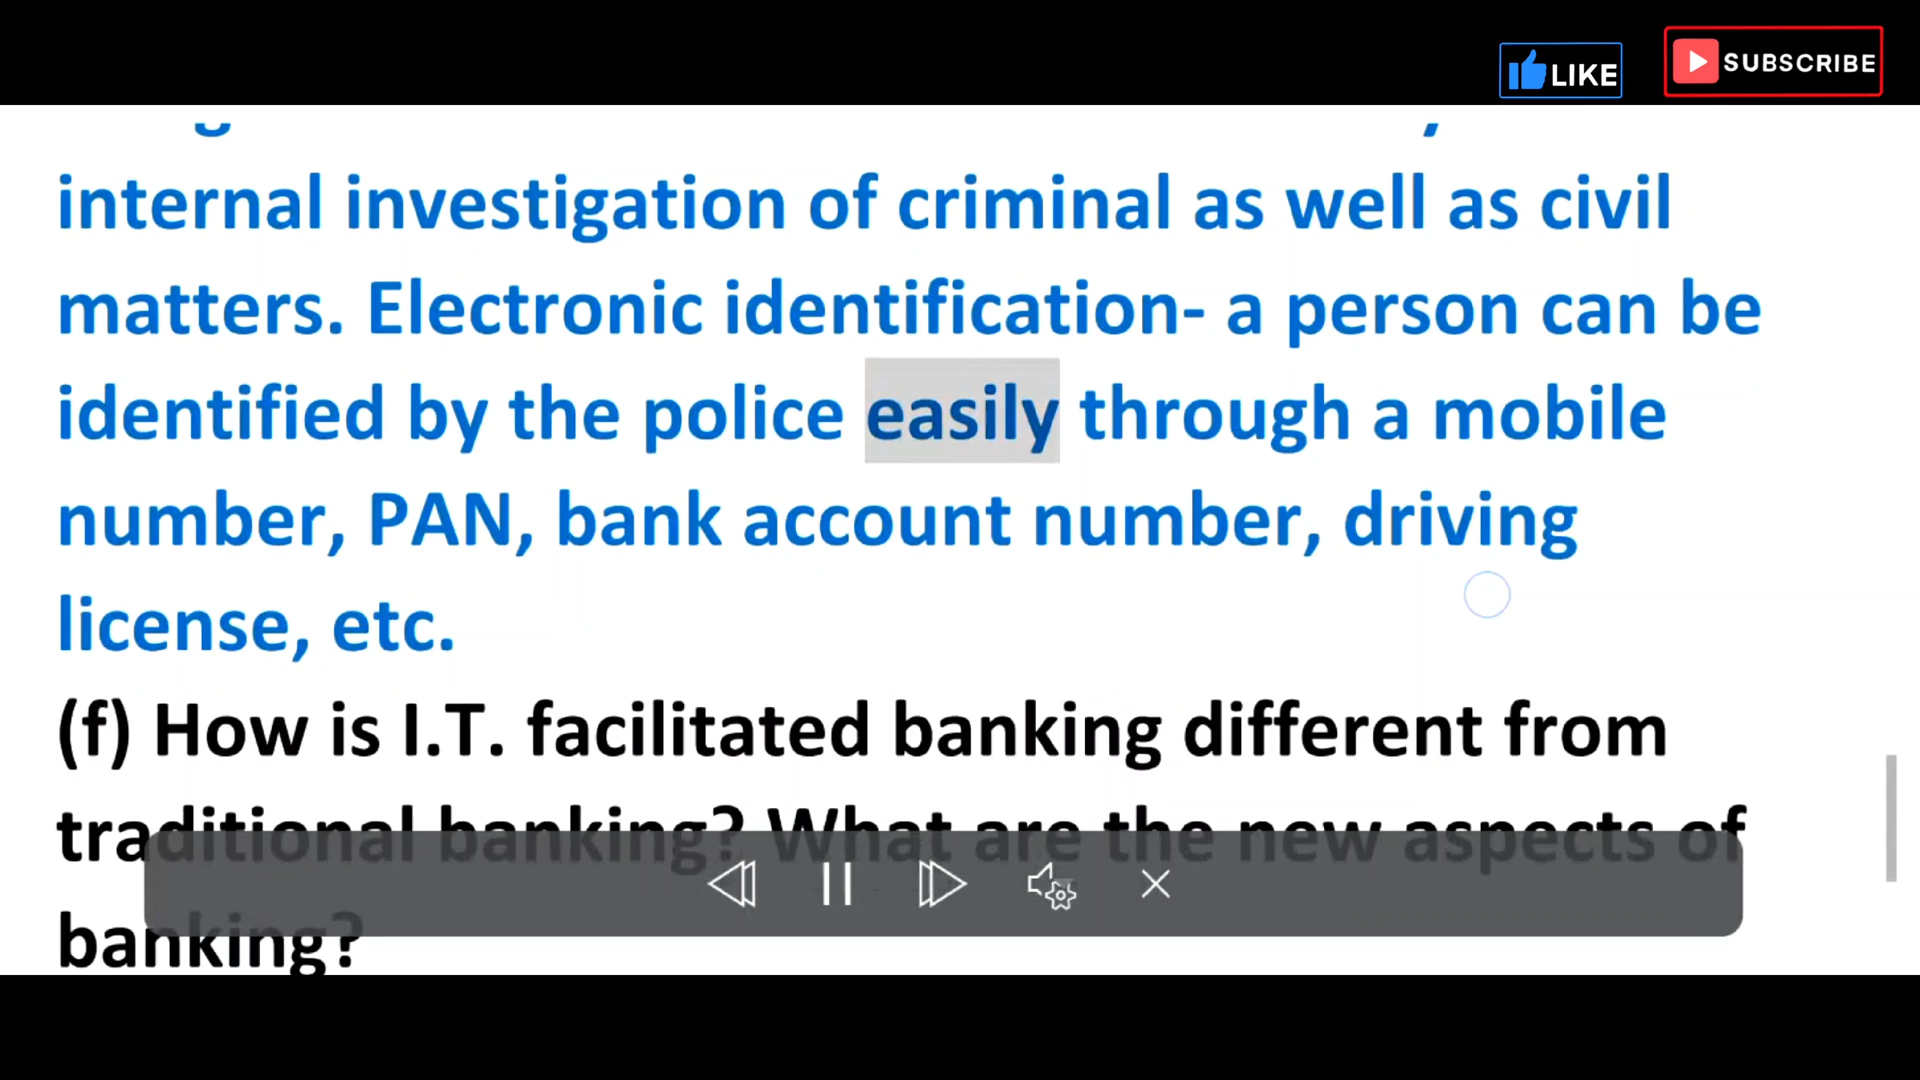 LIKE
SUBSCRIBE
internal investigation of criminal as well as civil
matters. Electronic identification- a person can be
identified by the police easily through a mobile
number, PAN, bank account number, driving
license, etc.
(f) How is I.T. facilitated banking different from
traditional banking? What are the new aspects of
banking?